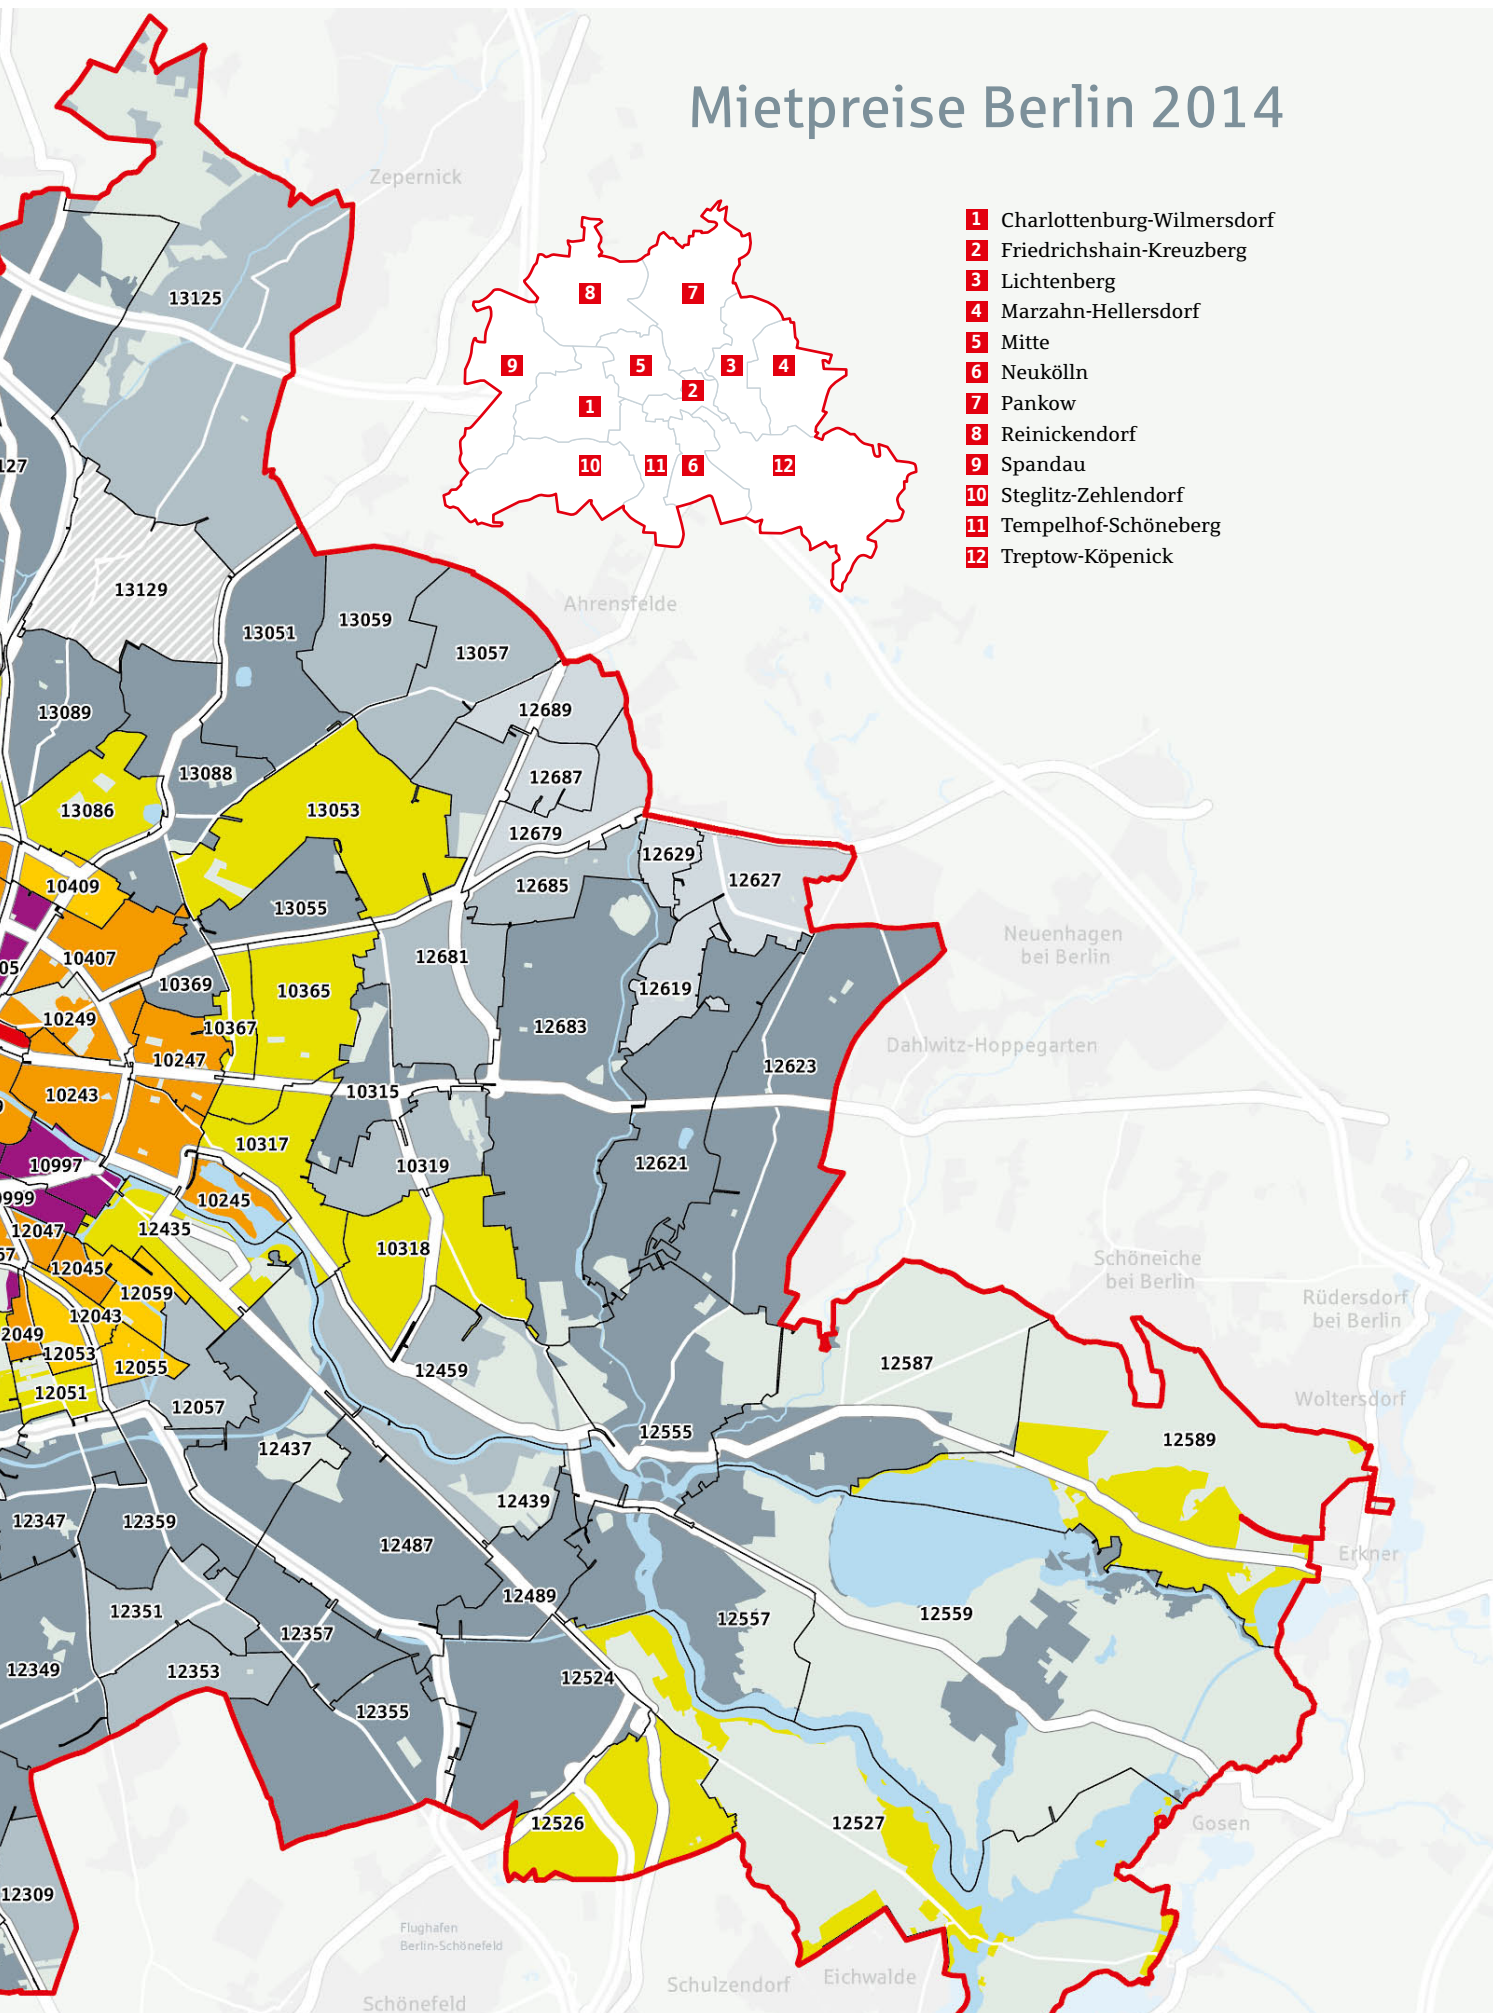 Mietpreise Berlin 2014
Zepernick
1 Charlottenburg-Wilmersdorf
2 Friedrichshain-Kreuzberg
3 Lichtenberg
4 Marzahn-Hellersdorf
5 Mitte
6 Neukölln
7 Pankow
8 Reinickendorf
9 Spandau
10 Steglitz-Zehlendorf
11 Tempelhof-Schöneberg
12 Treptow-Köpenick
8
7
9
5
3
4
2
1
10
11
6
12
13125
127
13129
Ahrensfelde
13051
13059
13057
13089
12689
13088
12687
13086
13053
12679
12629
10409
12685
12627
13055
Neuenhagen
bei Berlin
10407
12681
05
10369
10365
12619
10249
10367
12683
Dahlwitz-Hoppegarten
10247
12623
10243
10315
10317
10997
10319
12621
0999
10245
12047
12435
67
10318
Schöneiche
bei Berlin
12045
12059
Rüdersdorf
bei Berlin
12043
2049
12053
12055
12459
12587
12051
12057
Woltersdorf
12437
12555
12589
12439
12347
12359
12487
Erkner
12489
12351
12357
12557
12559
12349
12353
12524
12355
12526
12527
Gosen
12309
Flughafen
Berlin-Schönefeld
Schulzendorf
Eichwalde
Schönefeld